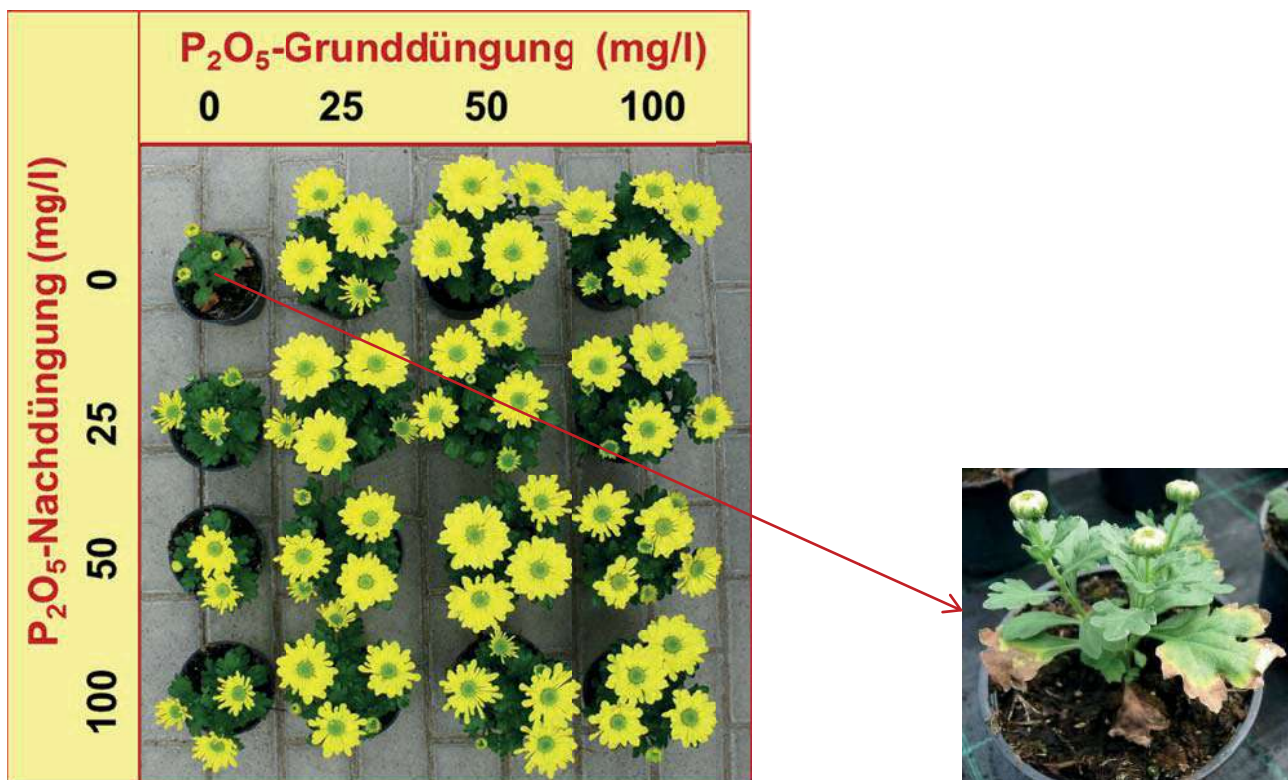 P₂O₅-Grunddüngung (mg/l)
0 25 50 100
P₂O₅-Nachdüngung (mg/l)
0
25
50
100